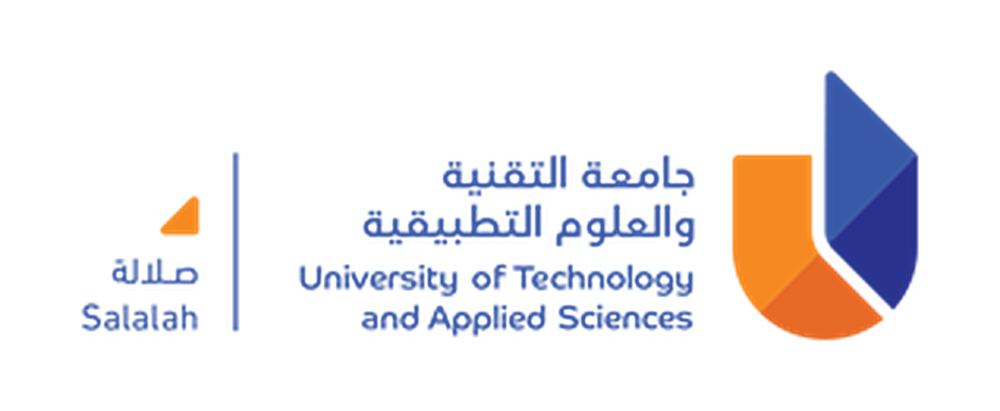 جامعة التقنية
والعلوم التطبيقية
University of Technology
and Applied Sciences
صلالة
Salalah